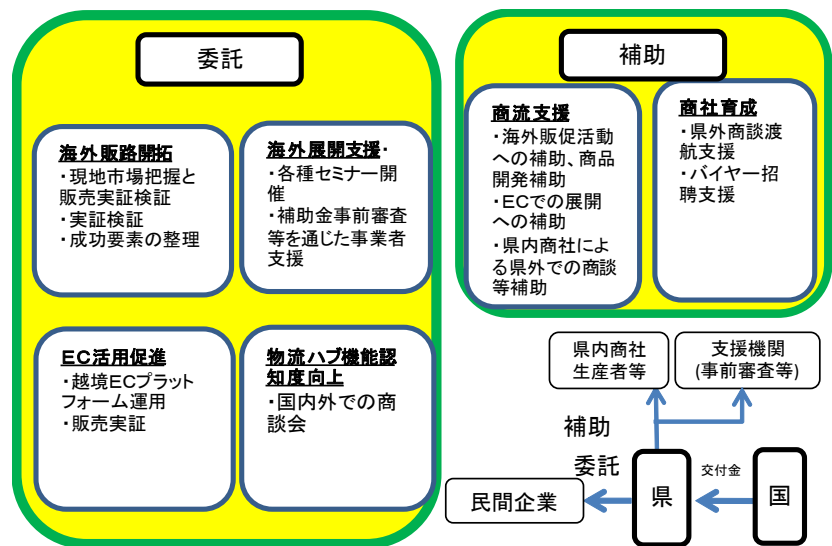 委託
海外販路開拓
・現地市場把握と
販売実証検証
・実証検証
・成功要素の整理
海外展開支援・
・各種セミナー開
催
・補助金事前審査
等を通じた事業者
支援
EC活用促進
・越境ECプラット
フォーム運用
・販売実証
物流ハブ機能認
知度向上
・国内外での商
談会
補助
商流支援
・海外販促活動
への補助、商品
開発補助
・ECでの展開
への補助
・県内商社によ
る県外での商談
等補助
商社育成
・県外商談渡
航支援
・バイヤー招
聘支援
県内商社
生産者等
支援機関
(事前審査等)
補助
委託
民間企業
県
交付金
国